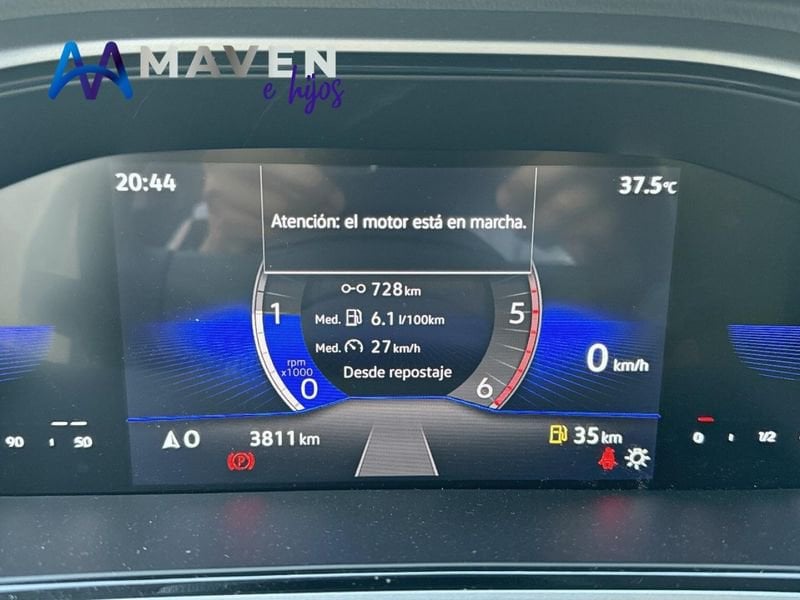 MAVEN
e hijos
20:44
37.5°C
Atención: el motor está en marcha.
728 km
1
Med. 6.1 l/100km
5
Med. 27 km/h
0 km/h
rpm
x1000
0
Desde repostaje
6
90
50
A 0
3811 km
35 km
0
1/2
(P)